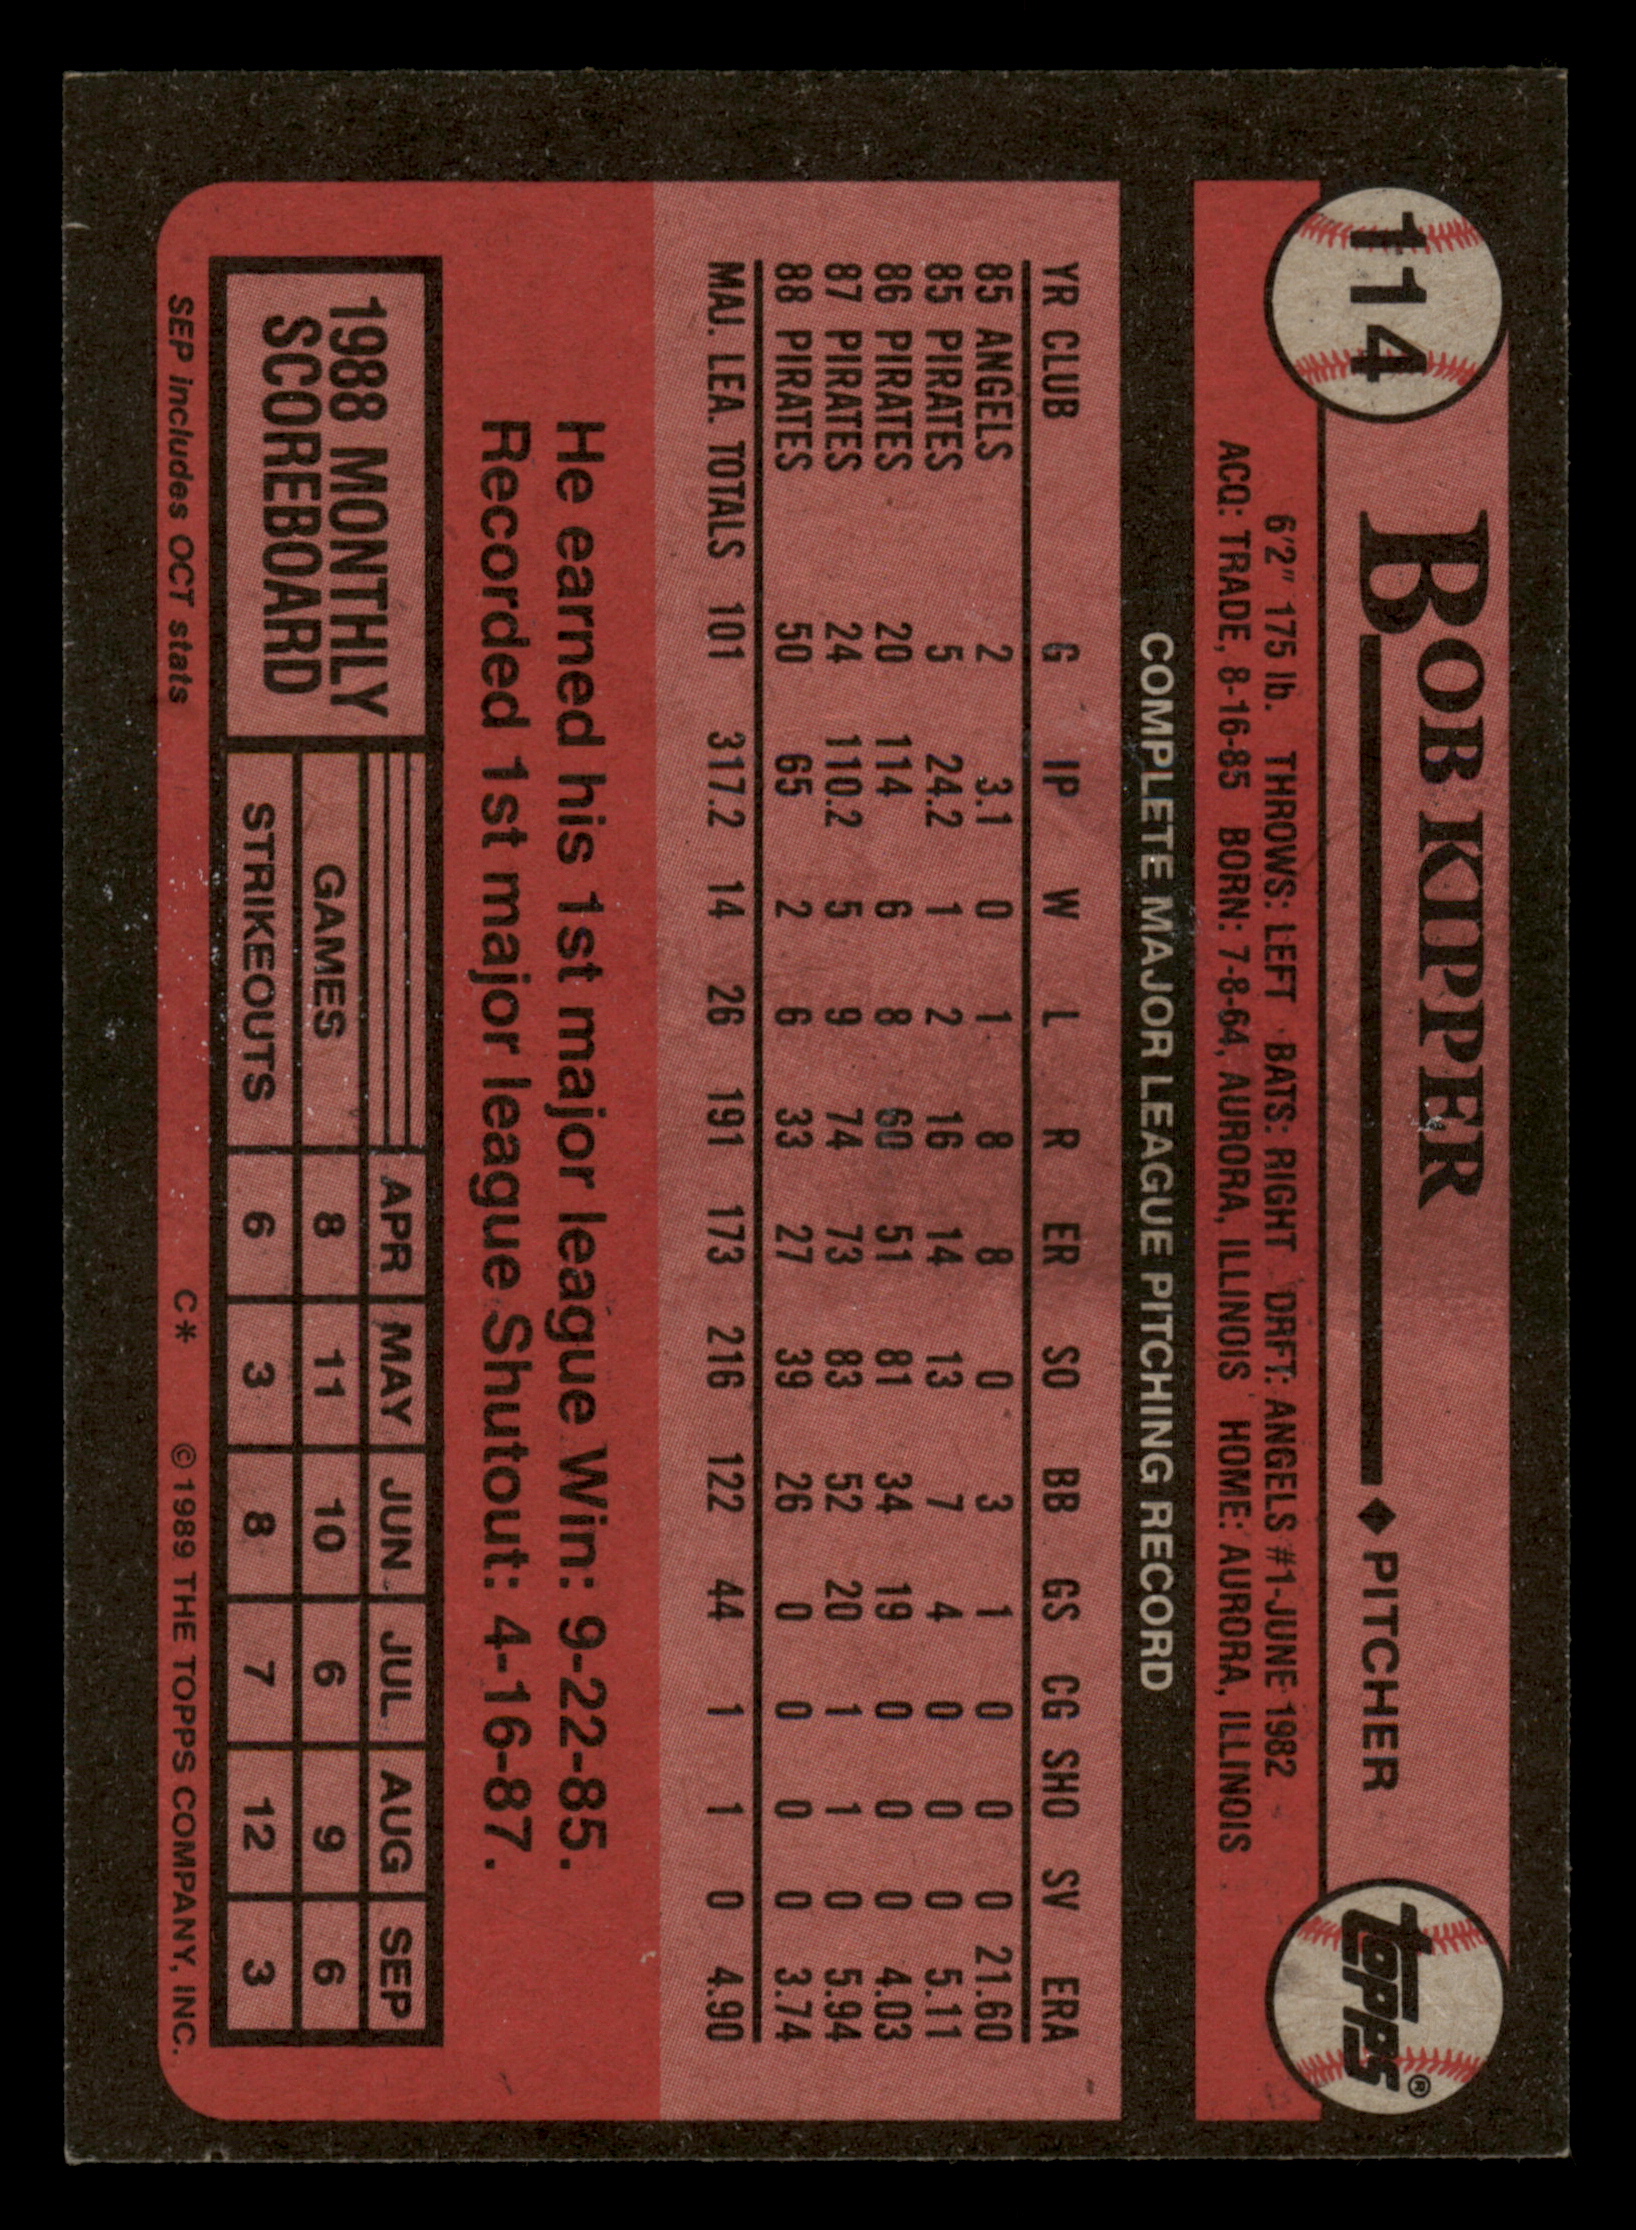 114
BOB KIPPER
◆ PITCHER
topps®
6'2" 175 lb. THROWS: LEFT BATS: RIGHT DRFT: ANGELS #1-JUNE 1982
ACQ: TRADE, 8-16-85 BORN: 7-8-64, AURORA, ILLINOIS HOME: AURORA, ILLINOIS
COMPLETE MAJOR LEAGUE PITCHING RECORD
YR CLUB G IP W L R ER SO BB GS CG SHO SV ERA
85 ANGELS 2 3.1 0 1 8 8 0 3 1 0 0 0 21.60
85 PIRATES 5 24.2 1 2 16 14 13 7 4 0 0 0 5.11
86 PIRATES 20 114 6 8 60 51 81 34 19 0 0 0 4.03
87 PIRATES 24 110.2 5 9 74 73 83 52 20 1 1 0 5.94
88 PIRATES 50 65 2 6 33 27 39 26 0 0 0 0 3.74
MAJ. LEA. TOTALS 101 317.2 14 26 191 173 216 122 44 1 1 0 4.90
He earned his 1st major league Win: 9-22-85.
Recorded 1st major league Shutout: 4-16-87.
1988 MONTHLY
SCOREBOARD
APR MAY JUN JUL AUG SEP
GAMES 8 11 10 6 9 6
STRIKEOUTS 6 3 8 7 12 3
SEP includes OCT stats C* ©1989 THE TOPPS COMPANY, INC.